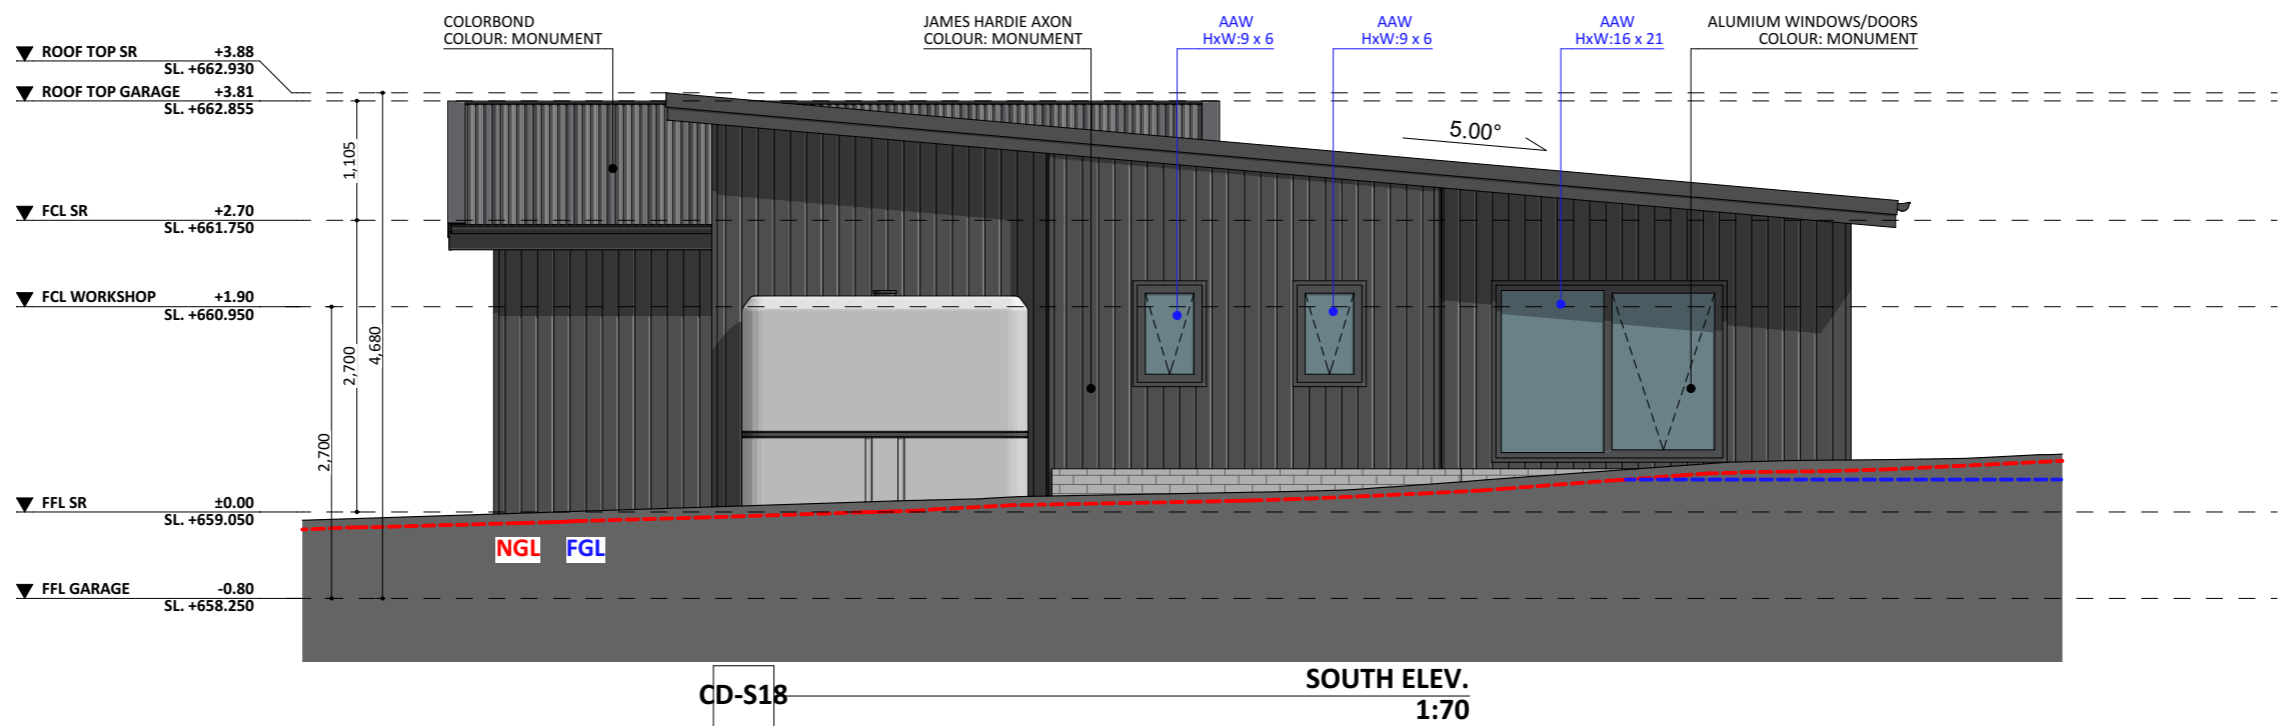 COLORBOND
COLOUR: MONUMENT
JAMES HARDIE AXON
COLOUR: MONUMENT
AAW
HxW:9 x 6
AAW
HxW:9 x 6
AAW
HxW:16 x 21
ALUMIUM WINDOWS/DOORS
COLOUR: MONUMENT
ROOF TOP SR +3.88
SL. +662.930
ROOF TOP GARAGE +3.81
SL. +662.855
5.00°
1,105
FCL SR +2.70
SL. +661.750
FCL WORKSHOP +1.90
SL. +660.950
2,700
4,680
2,700
FFL SR ±0.00
SL. +659.050
NGL FGL
FFL GARAGE -0.80
SL. +658.250
CD-S18
SOUTH ELEV.
1:70